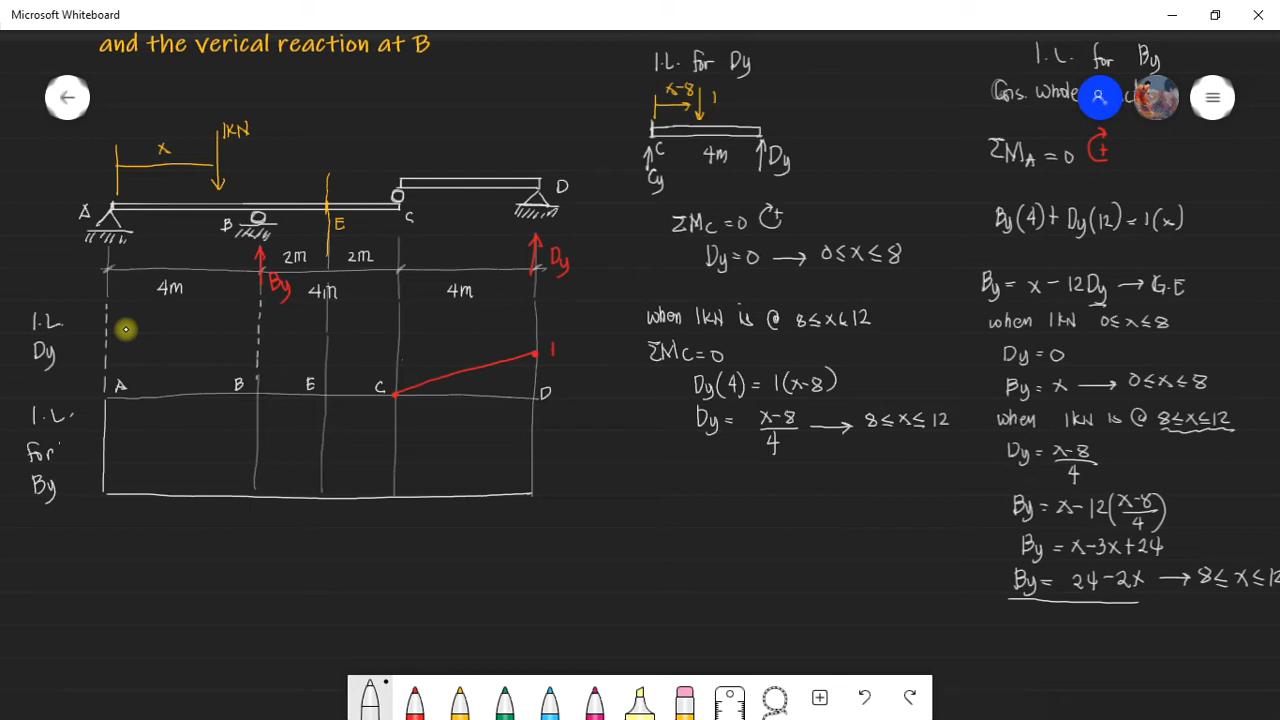 Microsoft Whiteboard
and the verical reaction at B
x
1KN
A
B
E
C
D
2m
2m
By
Dy
4m
4m
4m
I.L.
Dy
A
B
E
C
D
1
I.L.
for
By
I.L. for Dy
x-8
1
C
4m
Cy
Dy
ΣMc=0
Dy=0 → 0≤x≤8
when 1KN is @ 8≤x≤12
ΣMc=0
Dy(4) = 1(x-8)
Dy = x-8/4 → 8≤x≤12
I.L. for By
Cons. whole
ΣMA=0 +
By(4)+Dy(12)=1(x)
By= x-12Dy → G.E
when 1KN 0≤x≤8
Dy=0
By=x → 0≤x≤8
when 1KN is @ 8≤x≤12
Dy= x-8/4
By=x-12(x-8/4)
By=x-3x+24
By= 24-2x → 8≤x≤12